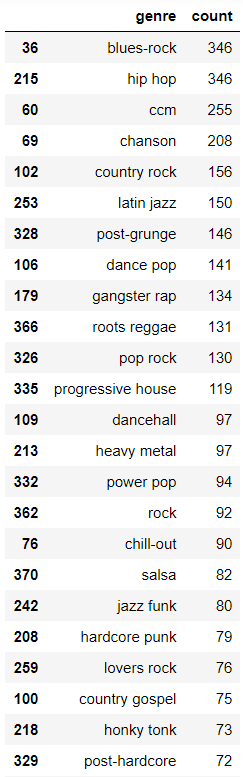 genre count
36 blues-rock 346
215 hip hop 346
60 ccm 255
69 chanson 208
102 country rock 156
253 latin jazz 150
328 post-grunge 146
106 dance pop 141
179 gangster rap 134
366 roots reggae 131
326 pop rock 130
335 progressive house 119
109 dancehall 97
213 heavy metal 97
332 power pop 94
362 rock 92
76 chill-out 90
370 salsa 82
242 jazz funk 80
208 hardcore punk 79
259 lovers rock 76
100 country gospel 75
218 honky tonk 73
329 post-hardcore 72